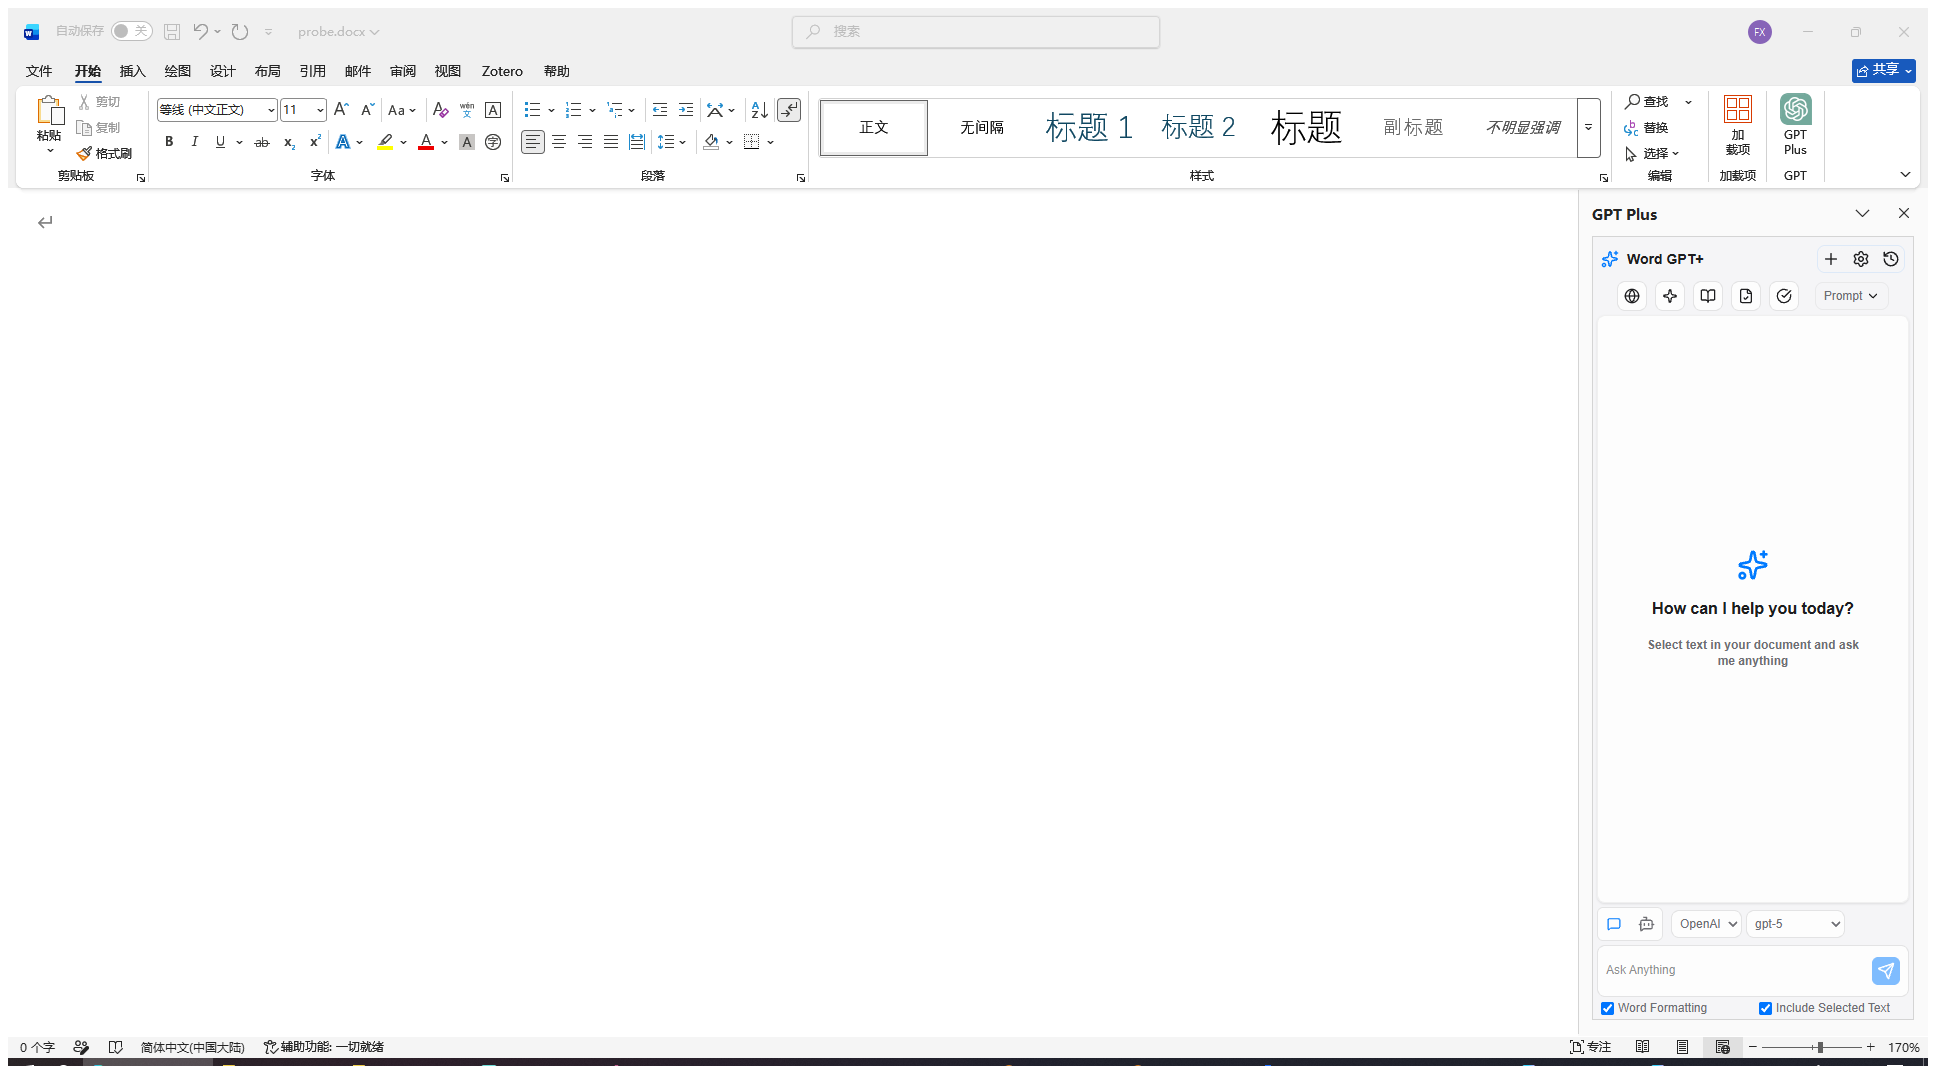 自动保存 关 probe.docx 搜索 FX
文件 开始 插入 绘图 设计 布局 引用 邮件 审阅 视图 Zotero 帮助 共享
粘贴 剪切 复制 格式刷
剪贴板
等线 (中文正文) 11 Aa wén 文 A
B I U ab x₂ x² A A A 字
字体
段落
正文 无间隔 标题 1 标题 2 标题 副标题 不明显强调
样式
查找
替换
选择
编辑
加载项
加载项
GPT Plus
GPT
GPT Plus
Word GPT+
Prompt
How can I help you today?
Select text in your document and ask
me anything
OpenAI gpt-5
Ask Anything
Word Formatting Include Selected Text
0 个字 简体中文(中国大陆) 辅助功能: 一切就绪 专注 170%